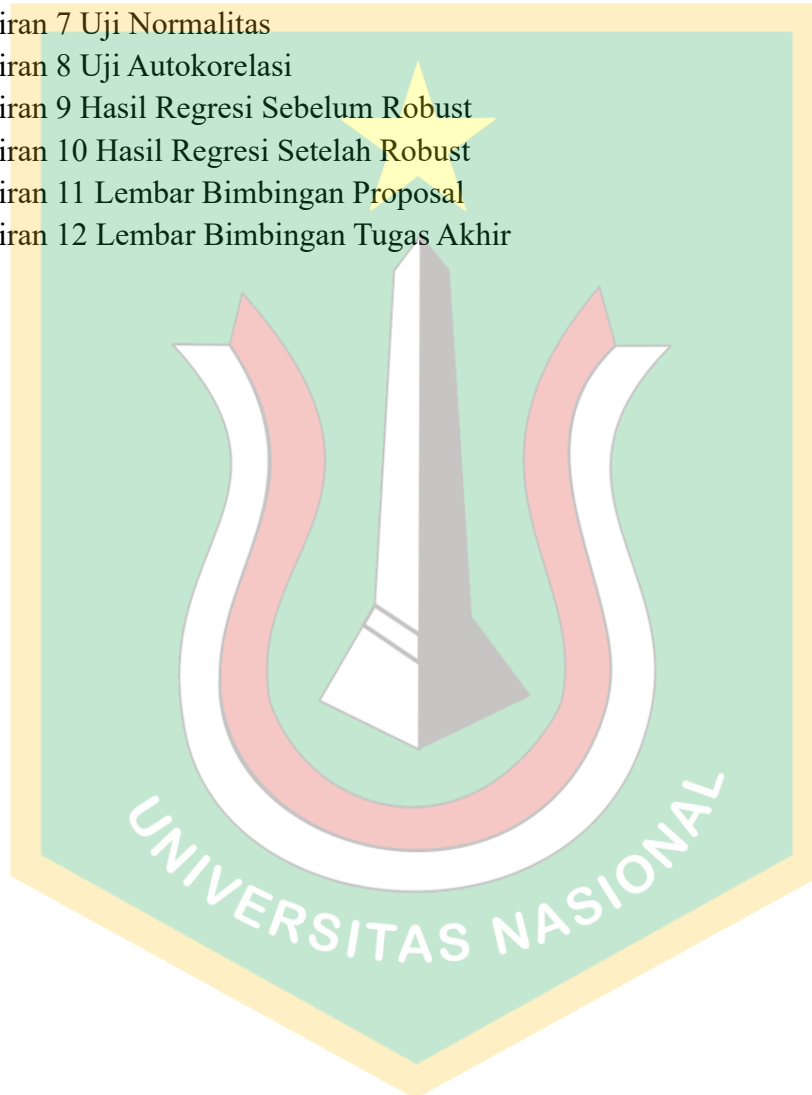 iran 7 Uji Normalitas
iran 8 Uji Autokorelasi
iran 9 Hasil Regresi Sebelum Robust
iran 10 Hasil Regresi Setelah Robust
iran 11 Lembar Bimbingan Proposal
iran 12 Lembar Bimbingan Tugas Akhir
UNIVERSITAS NASIONAL